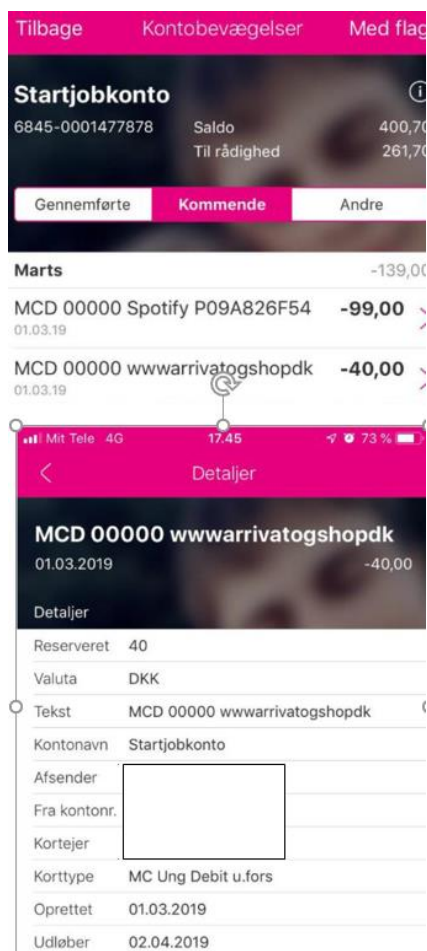 Tilbage Kontobevægelser Med flag
Startjobkonto
6845-0001477878 Saldo 400,70
Til rådighed 261,70
Gennemførte Kommende Andre
Marts -139,00
MCD 00000 Spotify P09A826F54 -99,00
01.03.19
MCD 00000 wwwarrivatogshopdk -40,00
01.03.19
Mit Tele 4G 17.45 73 %
Detaljer
MCD 00000 wwwarrivatogshopdk
01.03.2019 -40,00
Detaljer
Reserveret 40
Valuta DKK
Tekst MCD 00000 wwwarrivatogshopdk
Kontonavn Startjobkonto
Afsender
Fra kontonr.
Kortejer
Korttype MC Ung Debit u.fors
Oprettet 01.03.2019
Udløber 02.04.2019